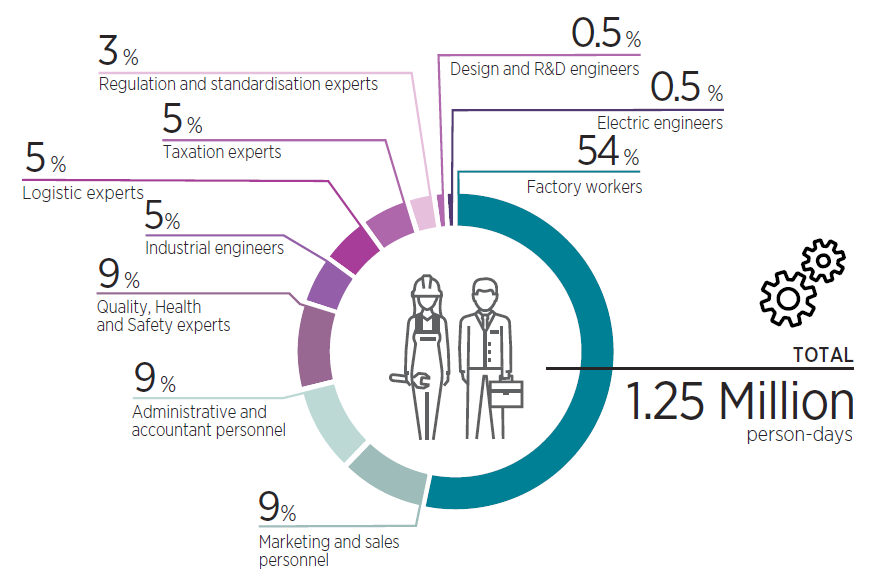 0.5 %
Design and R&D engineers
0.5 %
Electric engineers
54 %
Factory workers
3 %
Regulation and standardisation experts
5 %
Taxation experts
5 %
Logistic experts
5%
Industrial engineers
9 %
Quality, Health
and Safety experts
9 %
Administrative and
accountant personnel
9%
Marketing and sales
personnel
TOTAL
1.25 Million
person-days